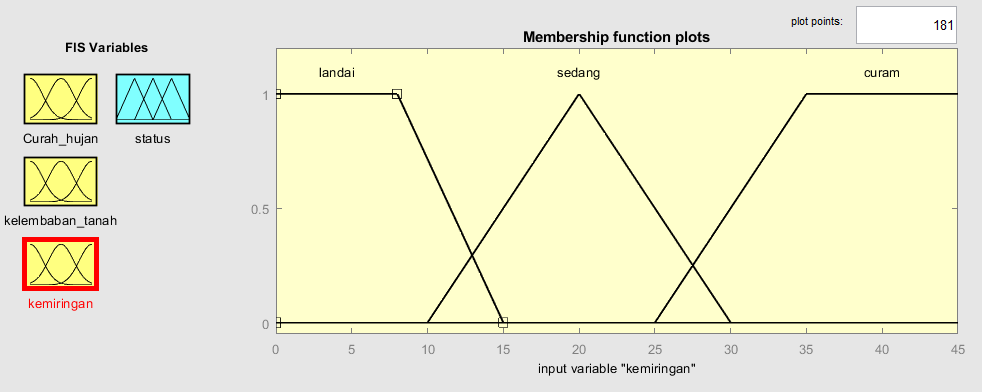 plot points:
181
FIS Variables
Membership function plots
Curah_hujan
status
kelembaban_tanah
kemiringan
landai
sedang
curam
1
0.5
0
0
5
10
15
20
25
30
35
40
45
input variable "kemiringan"